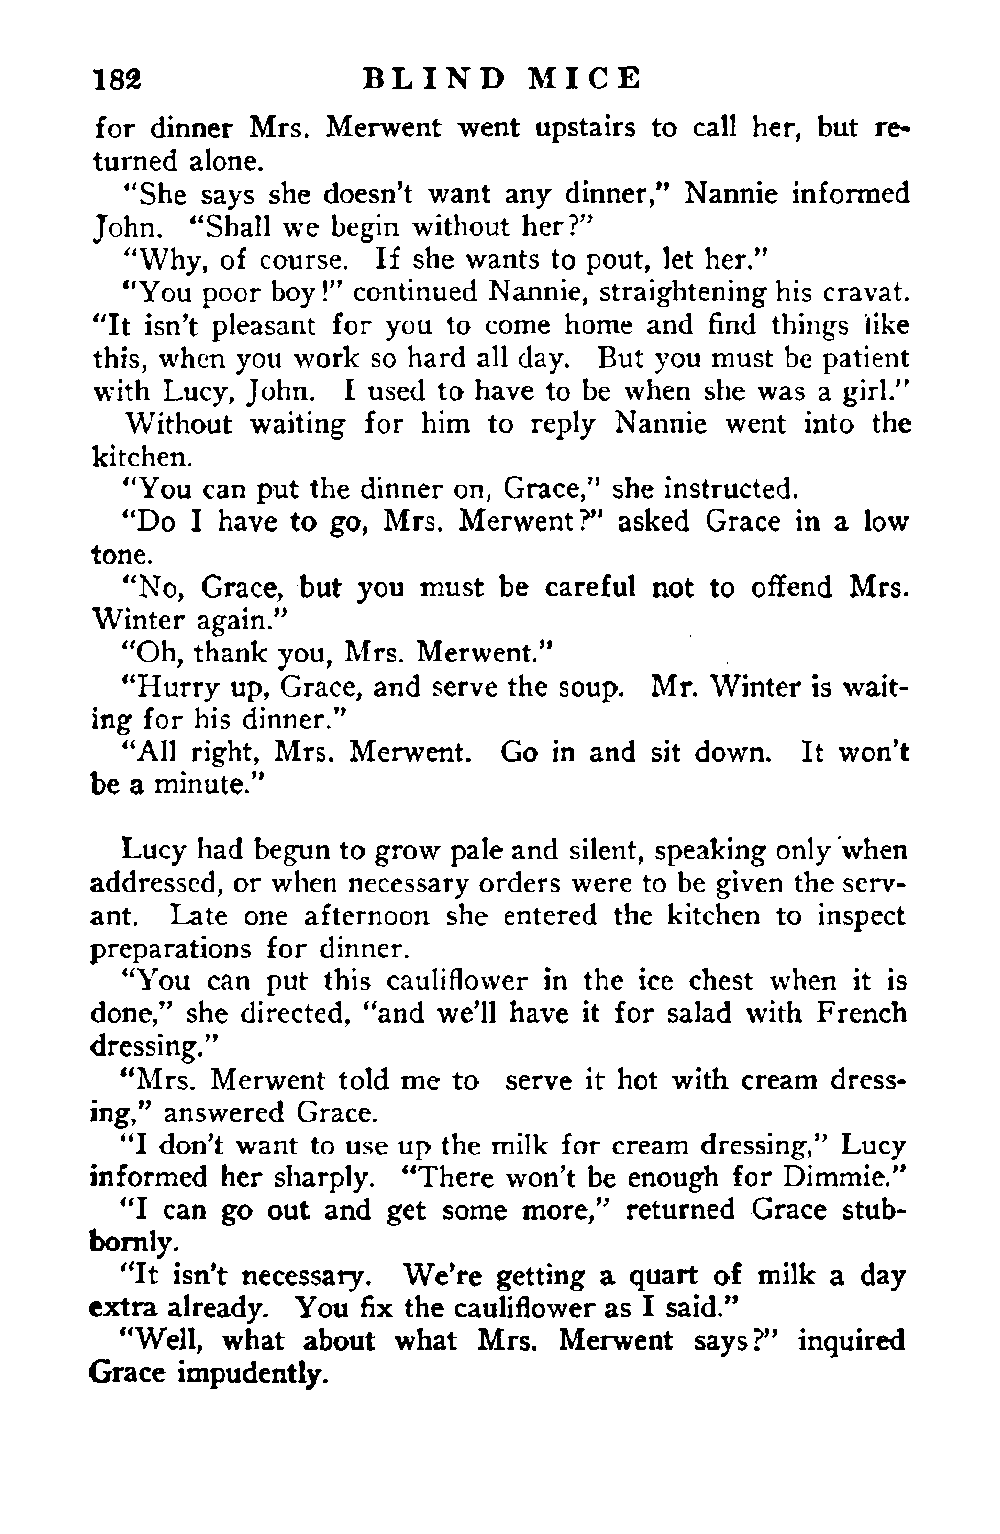 182 BLIND MICE
for dinner Mrs. Merwent went upstairs to call her, but re-
turned alone.
"She says she doesn't want any dinner," Nannie informed
John. "Shall we begin without her?"
"Why, of course. If she wants to pout, let her."
"You poor boy!" continued Nannie, straightening his cravat.
"It isn't pleasant for you to come home and find things like
this, when you work so hard all day. But you must be patient
with Lucy, John. I used to have to be when she was a girl."
Without waiting for him to reply Nannie went into the
kitchen.
"You can put the dinner on, Grace," she instructed.
"Do I have to go, Mrs. Merwent?" asked Grace in a low
tone.
"No, Grace, but you must be careful not to offend Mrs.
Winter again."
"Oh, thank you, Mrs. Merwent."
"Hurry up, Grace, and serve the soup. Mr. Winter is wait-
ing for his dinner."
"All right, Mrs. Merwent. Go in and sit down. It won't
be a minute."
Lucy had begun to grow pale and silent, speaking only when
addressed, or when necessary orders were to be given the serv-
ant. Late one afternoon she entered the kitchen to inspect
preparations for dinner.
"You can put this cauliflower in the ice chest when it is
done," she directed, "and we'll have it for salad with French
dressing."
"Mrs. Merwent told me to serve it hot with cream dress-
ing," answered Grace.
"I don't want to use up the milk for cream dressing," Lucy
informed her sharply. "There won't be enough for Dimmie."
"I can go out and get some more," returned Grace stub-
bornly.
"It isn't necessary. We're getting a quart of milk a day
extra already. You fix the cauliflower as I said."
"Well, what about what Mrs. Merwent says?" inquired
Grace impudently.